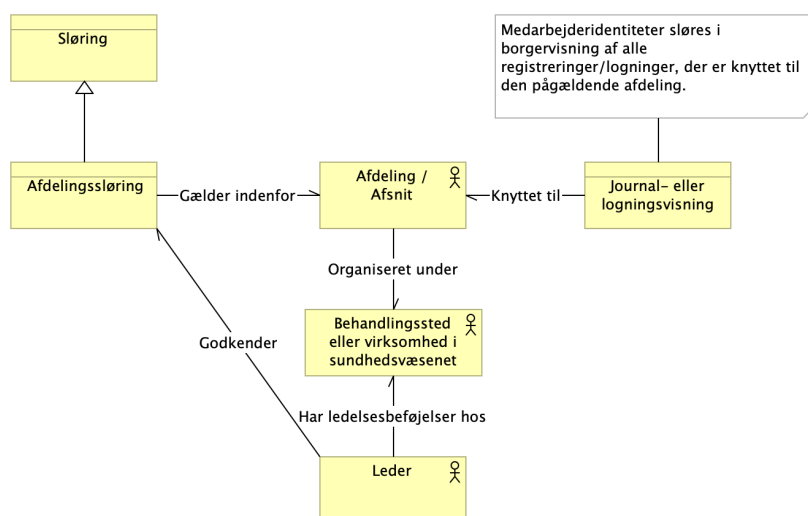 Sløring
Medarbejderidentiteter sløres i
borgervisning af alle
registreringer/logninger, der er knyttet til
den pågældende afdeling.
Afdelingssløring
Gælder indenfor
Afdeling /
Afsnit
Knyttet til
Journal- eller
logningsvisning
Organiseret under
Behandlingssted
eller virksomhed i
sundhedsvæsenet
Godkender
Har ledelsesbeføjelser hos
Leder